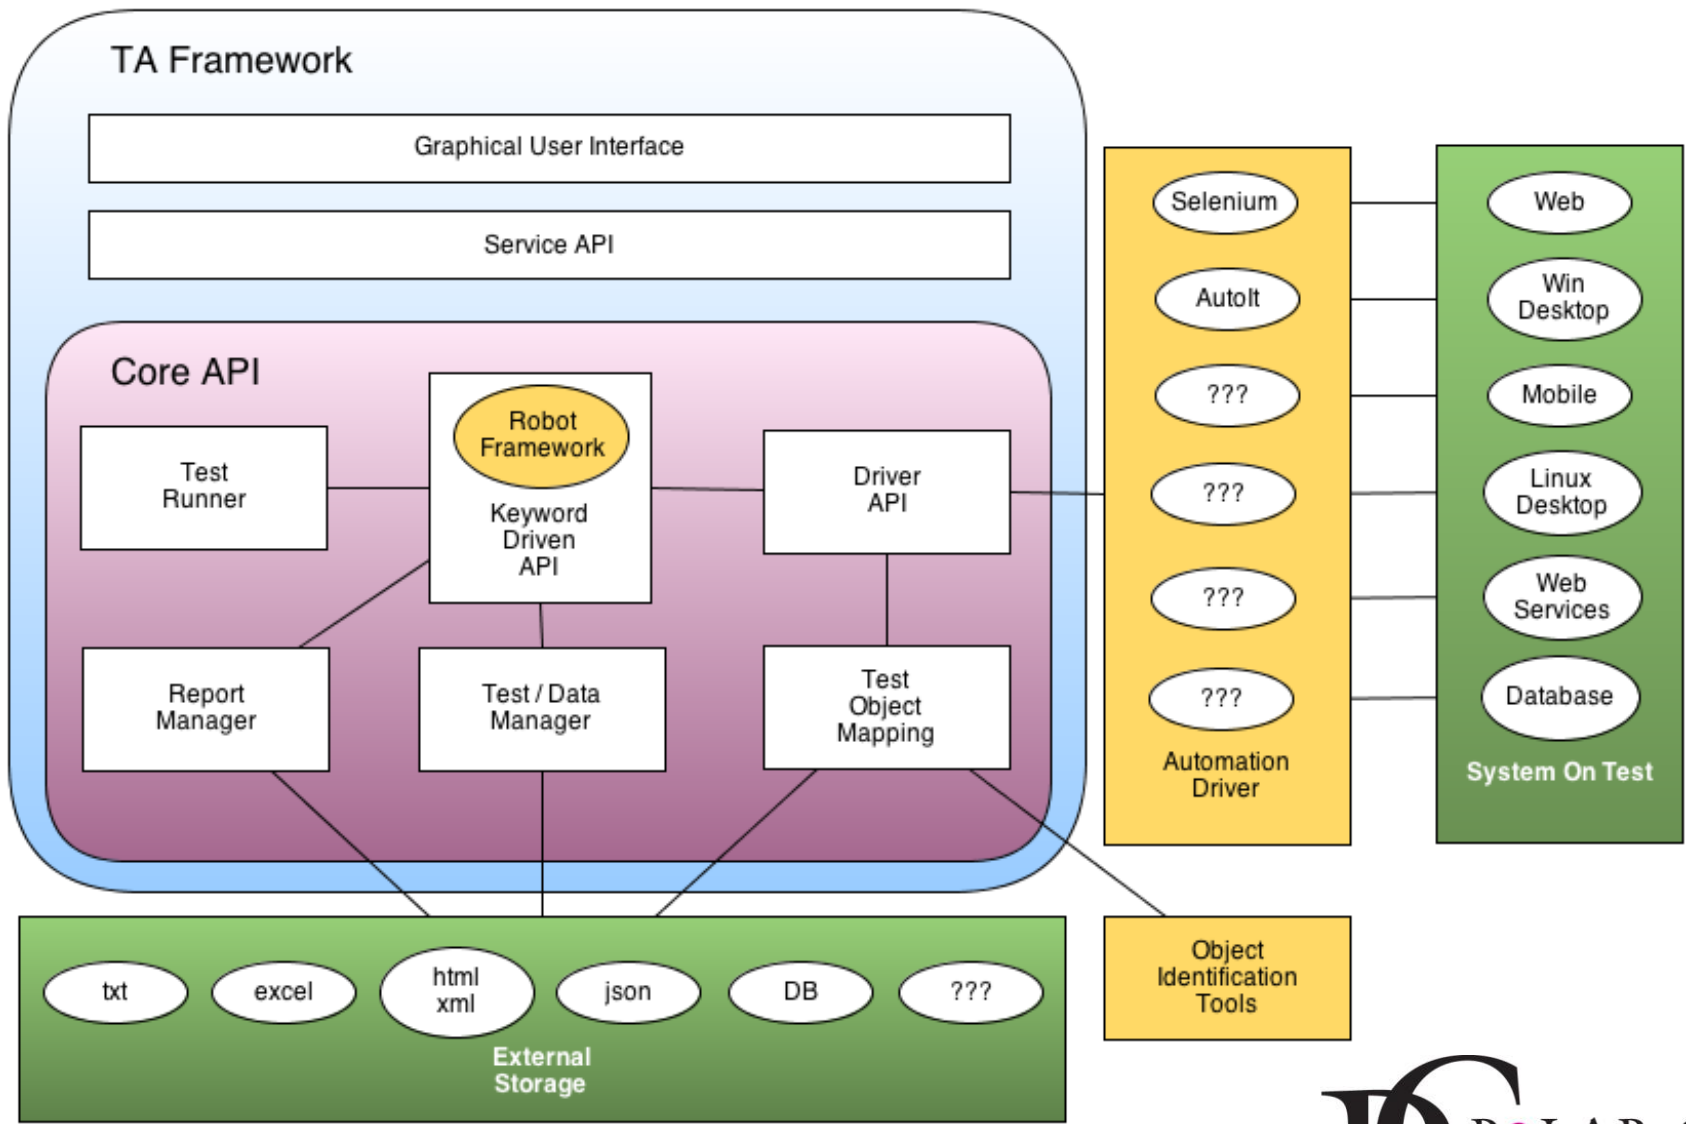 TA Framework
Graphical User Interface
Service API
Core API
Test
Runner
Robot
Framework
Keyword
Driven
API
Driver
API
Report
Manager
Test / Data
Manager
Test
Object
Mapping
Selenium
AutoIt
???
???
???
???
Automation
Driver
Web
Win
Desktop
Mobile
Linux
Desktop
Web
Services
Database
System On Test
txt
excel
html
xml
json
DB
???
External
Storage
Object
Identification
Tools